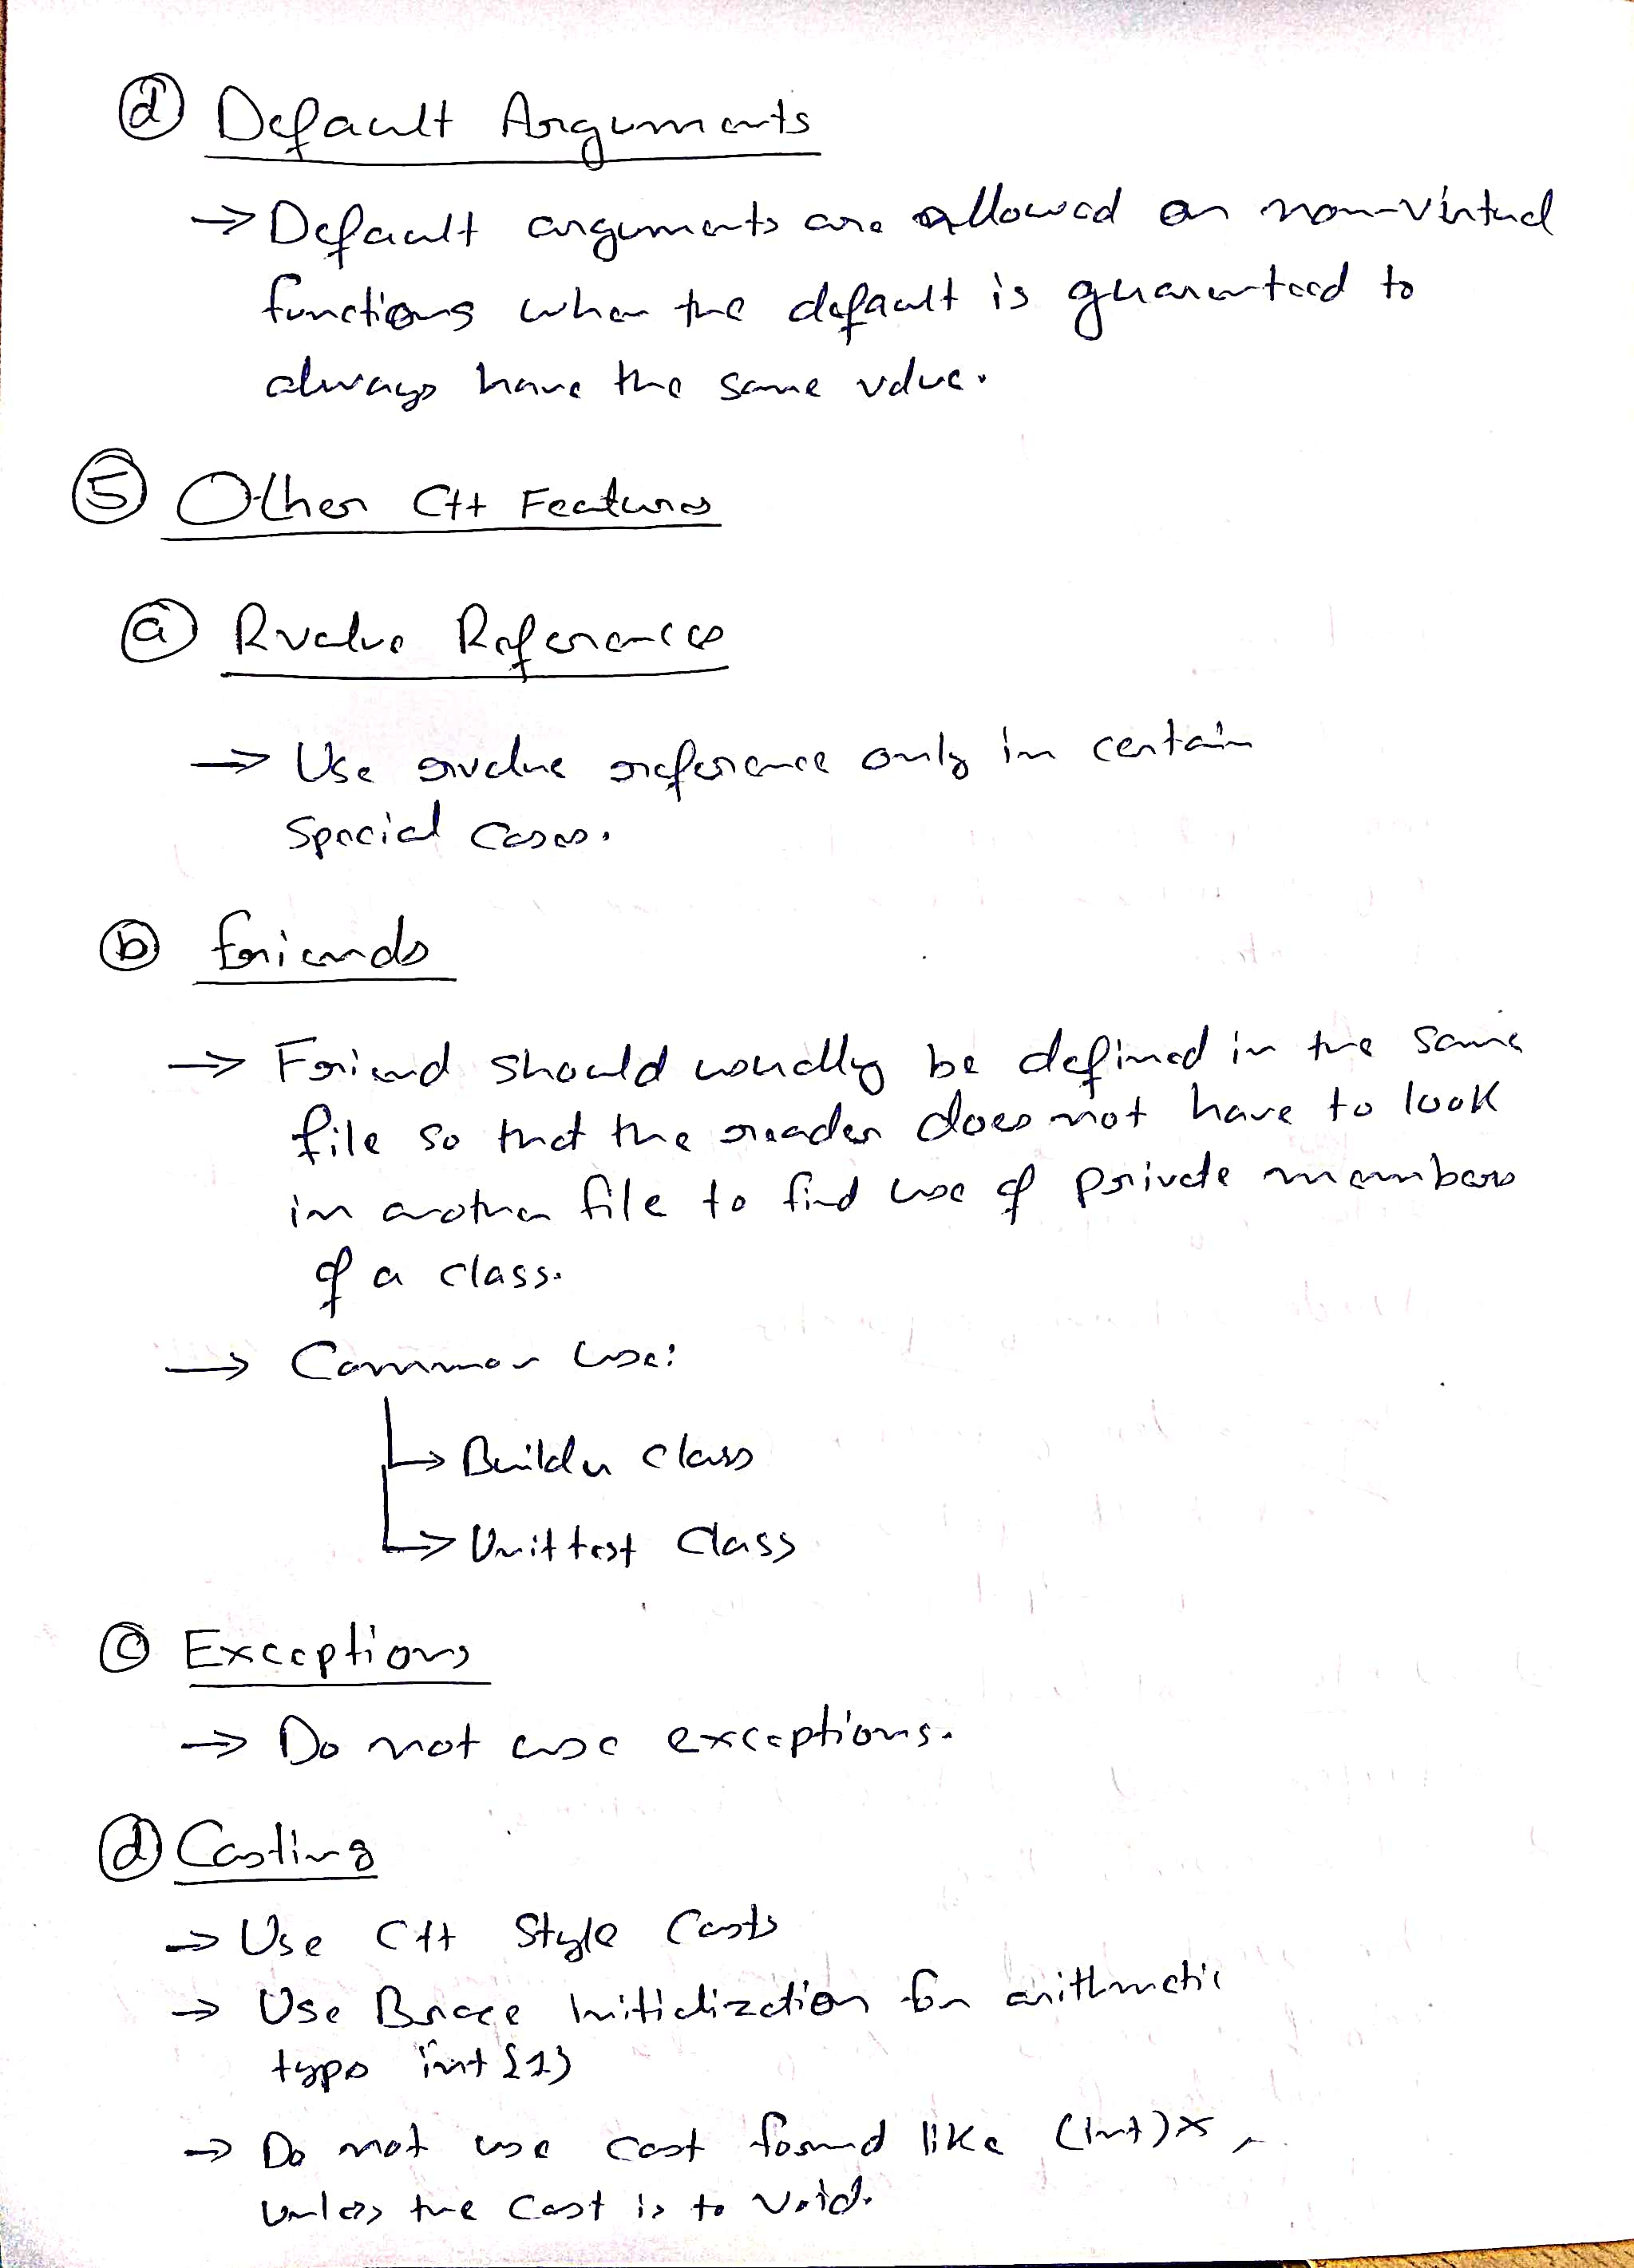 ⓓ Default Arguments
→ Default arguments are allowed on non-virtual
functions when the default is guaranteed to
always have the same value.
⑤ Other C++ Features
ⓐ Rvalue References
→ Use rvalue reference only in certain
special cases.
ⓑ Friends
→ Friend should usually be defined in the same
file so that the reader does not have to look
in another file to find use of private members
of a class.
→ Common use:
→ Builder class
→ Unittest class
ⓒ Exceptions
→ Do not use exceptions.
ⓓ Casting
→ Use C++ Style Casts
→ Use Brace Initialization for arithmetic
type int{1}
→ Do not use cast format like (int)x,
unless the cast is to void.